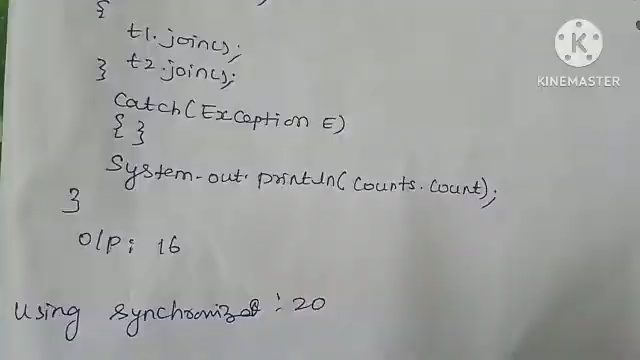 {
t1.join();
} t2.join();
catch(Exception E)
{ }
System.out.println(Counts.count);
}
O/P: 16
using synchronized : 20
KINEMASTER